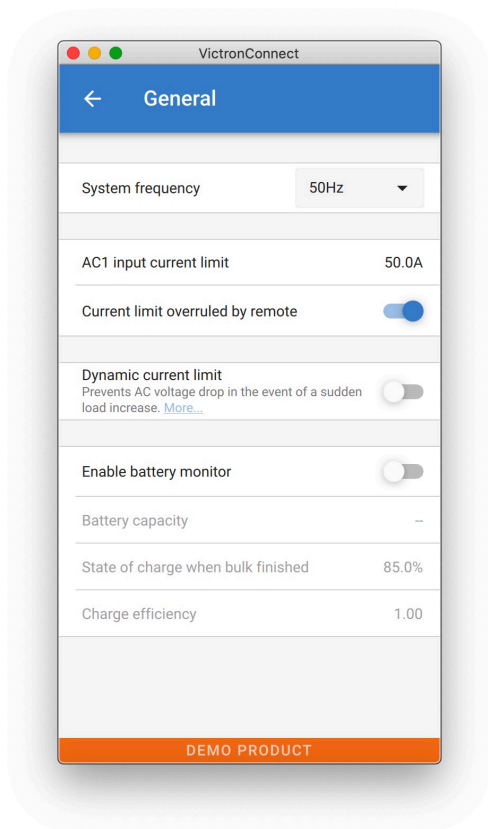 VictronConnect
General
System frequency 50Hz
AC1 input current limit 50.0A
Current limit overruled by remote
Dynamic current limit
Prevents AC voltage drop in the event of a sudden
load increase. More...
Enable battery monitor
Battery capacity --
State of charge when bulk finished 85.0%
Charge efficiency 1.00
DEMO PRODUCT